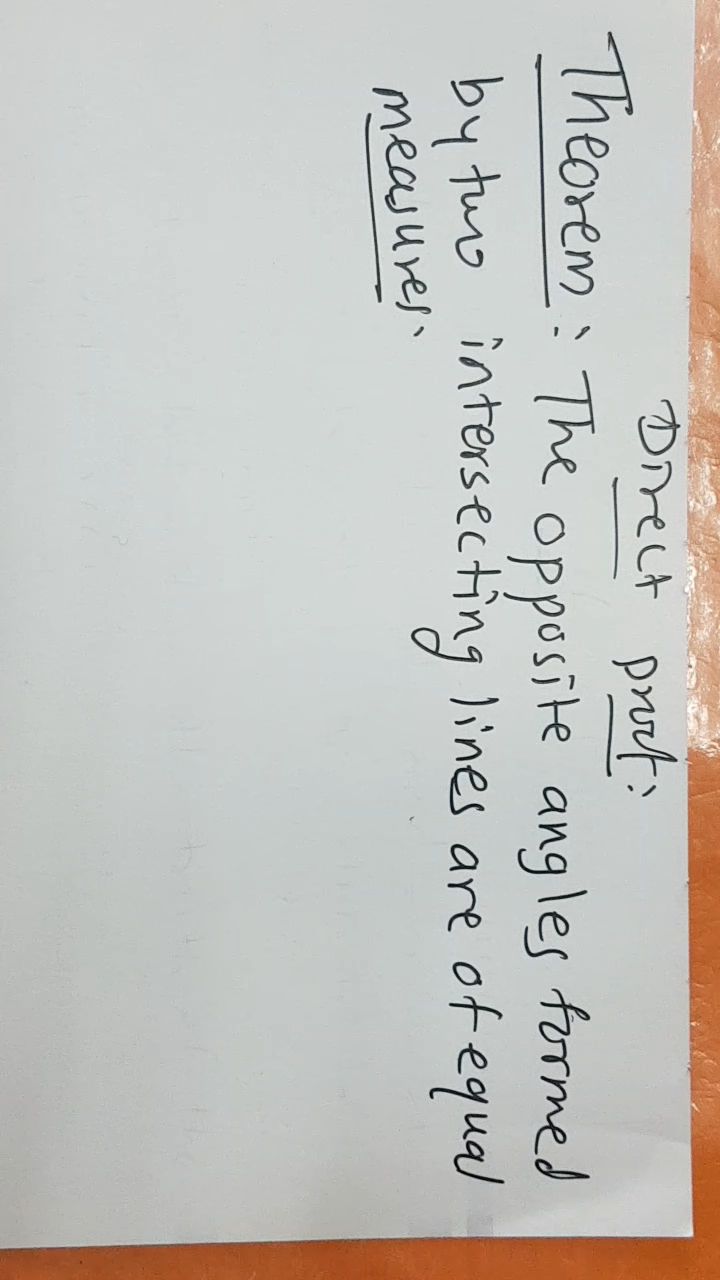 Direct proof:
Theorem: The opposite angles formed
by two intersecting lines are of equal
measures.